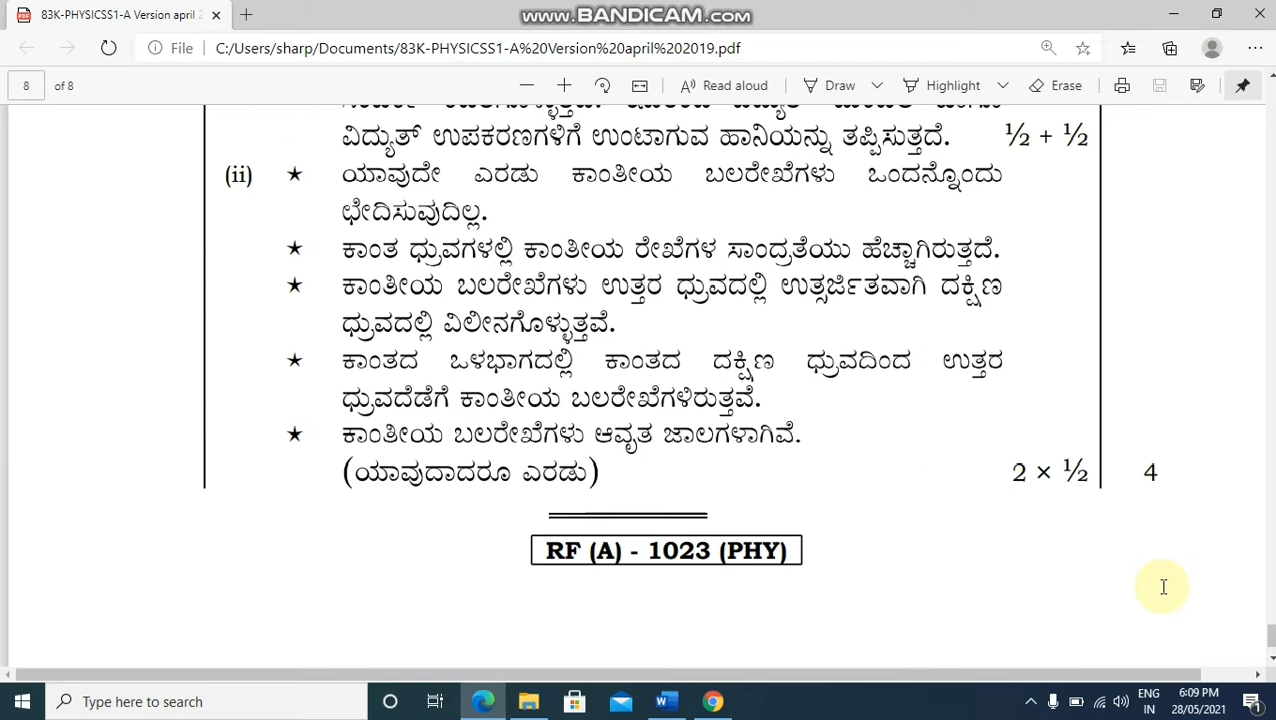 83K-PHYSICSS1-A Version april 2
www.BANDICAM.com
File C:/Users/sharp/Documents/83K-PHYSICSS1-A%20Version%20april%202019.pdf
8 of 8 Read aloud Draw Highlight Erase
ವಿದ್ಯುತ್ ಉಪಕರಣಗಳಿಗೆ ಉಂಟಾಗುವ ಹಾನಿಯನ್ನು ತಪ್ಪಿಸುತ್ತದೆ. ½ + ½
(ii) ★ ಯಾವುದೇ ಎರಡು ಕಾಂತೀಯ ಬಲರೇಖೆಗಳು ಒಂದನ್ನೊಂದು
ಛೇದಿಸುವುದಿಲ್ಲ.
★ ಕಾಂತ ಧ್ರುವಗಳಲ್ಲಿ ಕಾಂತೀಯ ರೇಖೆಗಳ ಸಾಂದ್ರತೆಯು ಹೆಚ್ಚಾಗಿರುತ್ತದೆ.
★ ಕಾಂತೀಯ ಬಲರೇಖೆಗಳು ಉತ್ತರ ಧ್ರುವದಲ್ಲಿ ಉತ್ಸರ್ಜಿತವಾಗಿ ದಕ್ಷಿಣ
ಧ್ರುವದಲ್ಲಿ ವಿಲೀನಗೊಳ್ಳುತ್ತವೆ.
★ ಕಾಂತದ ಒಳಭಾಗದಲ್ಲಿ ಕಾಂತದ ದಕ್ಷಿಣ ಧ್ರುವದಿಂದ ಉತ್ತರ
ಧ್ರುವದೆಡೆಗೆ ಕಾಂತೀಯ ಬಲರೇಖೆಗಳಿರುತ್ತವೆ.
★ ಕಾಂತೀಯ ಬಲರೇಖೆಗಳು ಆವೃತ ಜಾಲಗಳಾಗಿವೆ.
(ಯಾವುದಾದರೂ ಎರಡು) 2 × ½ 4
RF (A) - 1023 (PHY)
Type here to search
ENG 6:09 PM
IN 28/05/2021